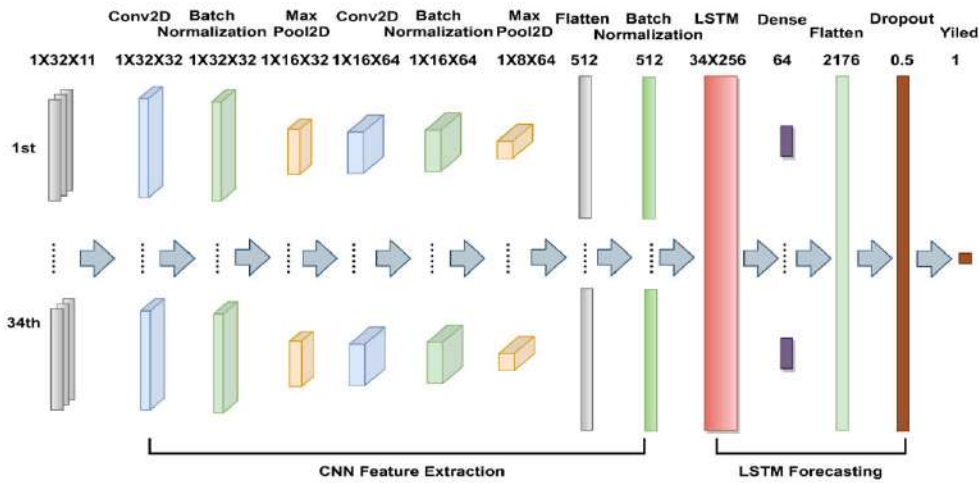 Conv2D Batch Normalization Max Pool2D Conv2D Batch Normalization Max Pool2D Flatten Batch Normalization LSTM Dense Flatten Dropout Yiled
1X32X11 1X32X32 1X32X32 1X16X32 1X16X64 1X16X64 1X8X64 512 512 34X256 64 2176 0.5 1
1st
34th
CNN Feature Extraction LSTM Forecasting